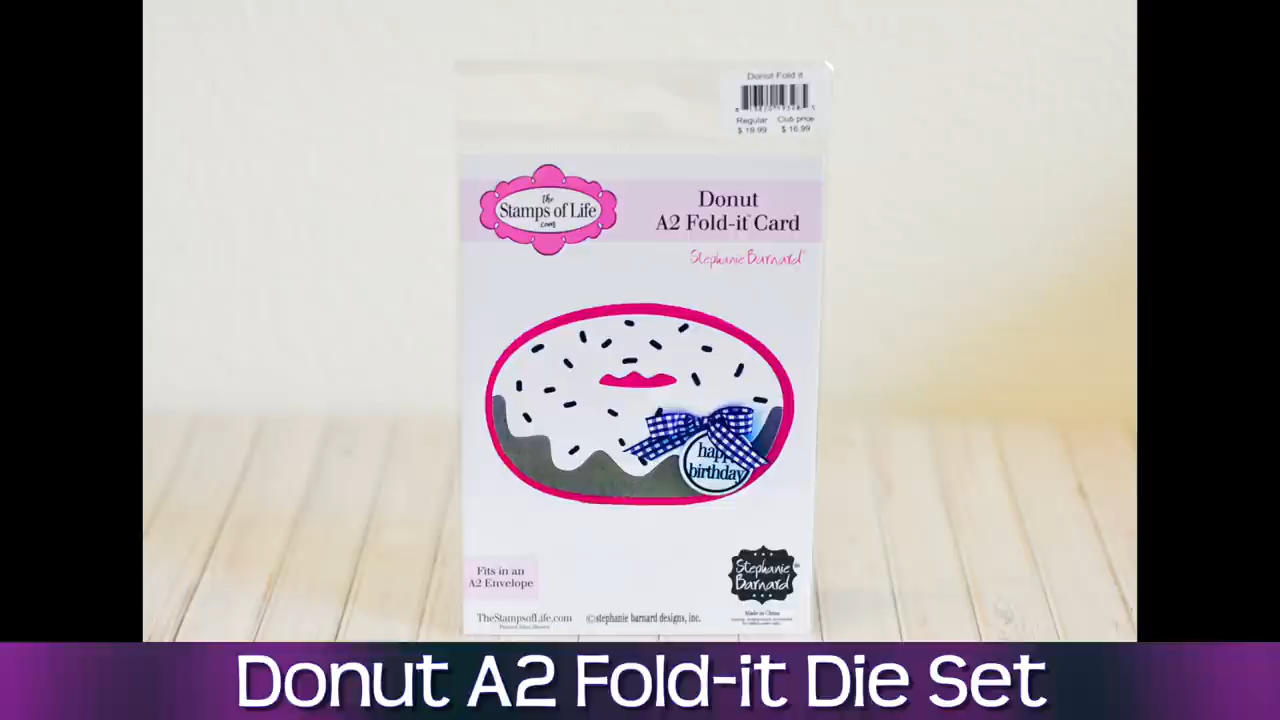 Donut Fold it
Regular Club price
$ 19.99 $ 16.99
the
Stamps of Life
.com
Donut
A2 Fold-it™ Card
Stephanie Barnard
happy
birthday
Fits in an
A2 Envelope
Stephanie
Barnard
Made in China
TheStampsofLife.com
©stephanie barnard designs, inc.
Donut A2 Fold-it Die Set